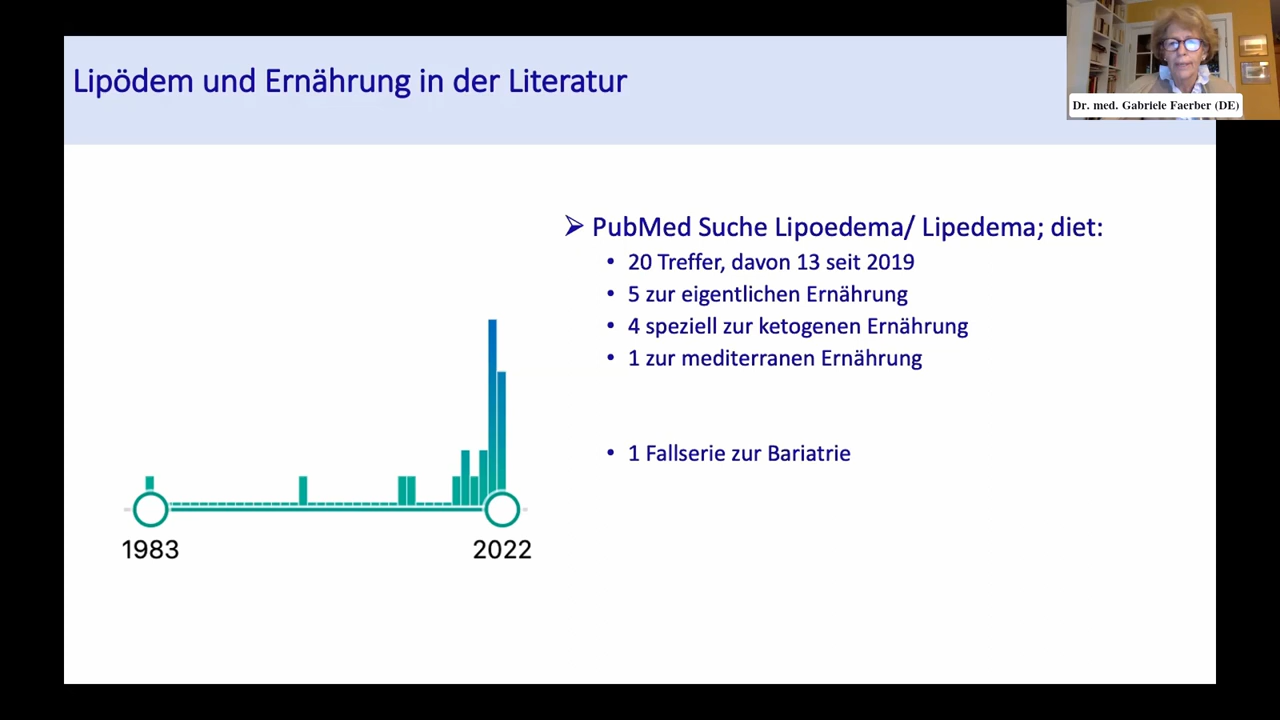 Lipödem und Ernährung in der Literatur
Dr. med. Gabriele Faerber (DE)
➢ PubMed Suche Lipoedema/ Lipedema; diet:
• 20 Treffer, davon 13 seit 2019
• 5 zur eigentlichen Ernährung
• 4 speziell zur ketogenen Ernährung
• 1 zur mediterranen Ernährung
• 1 Fallserie zur Bariatrie
1983
2022